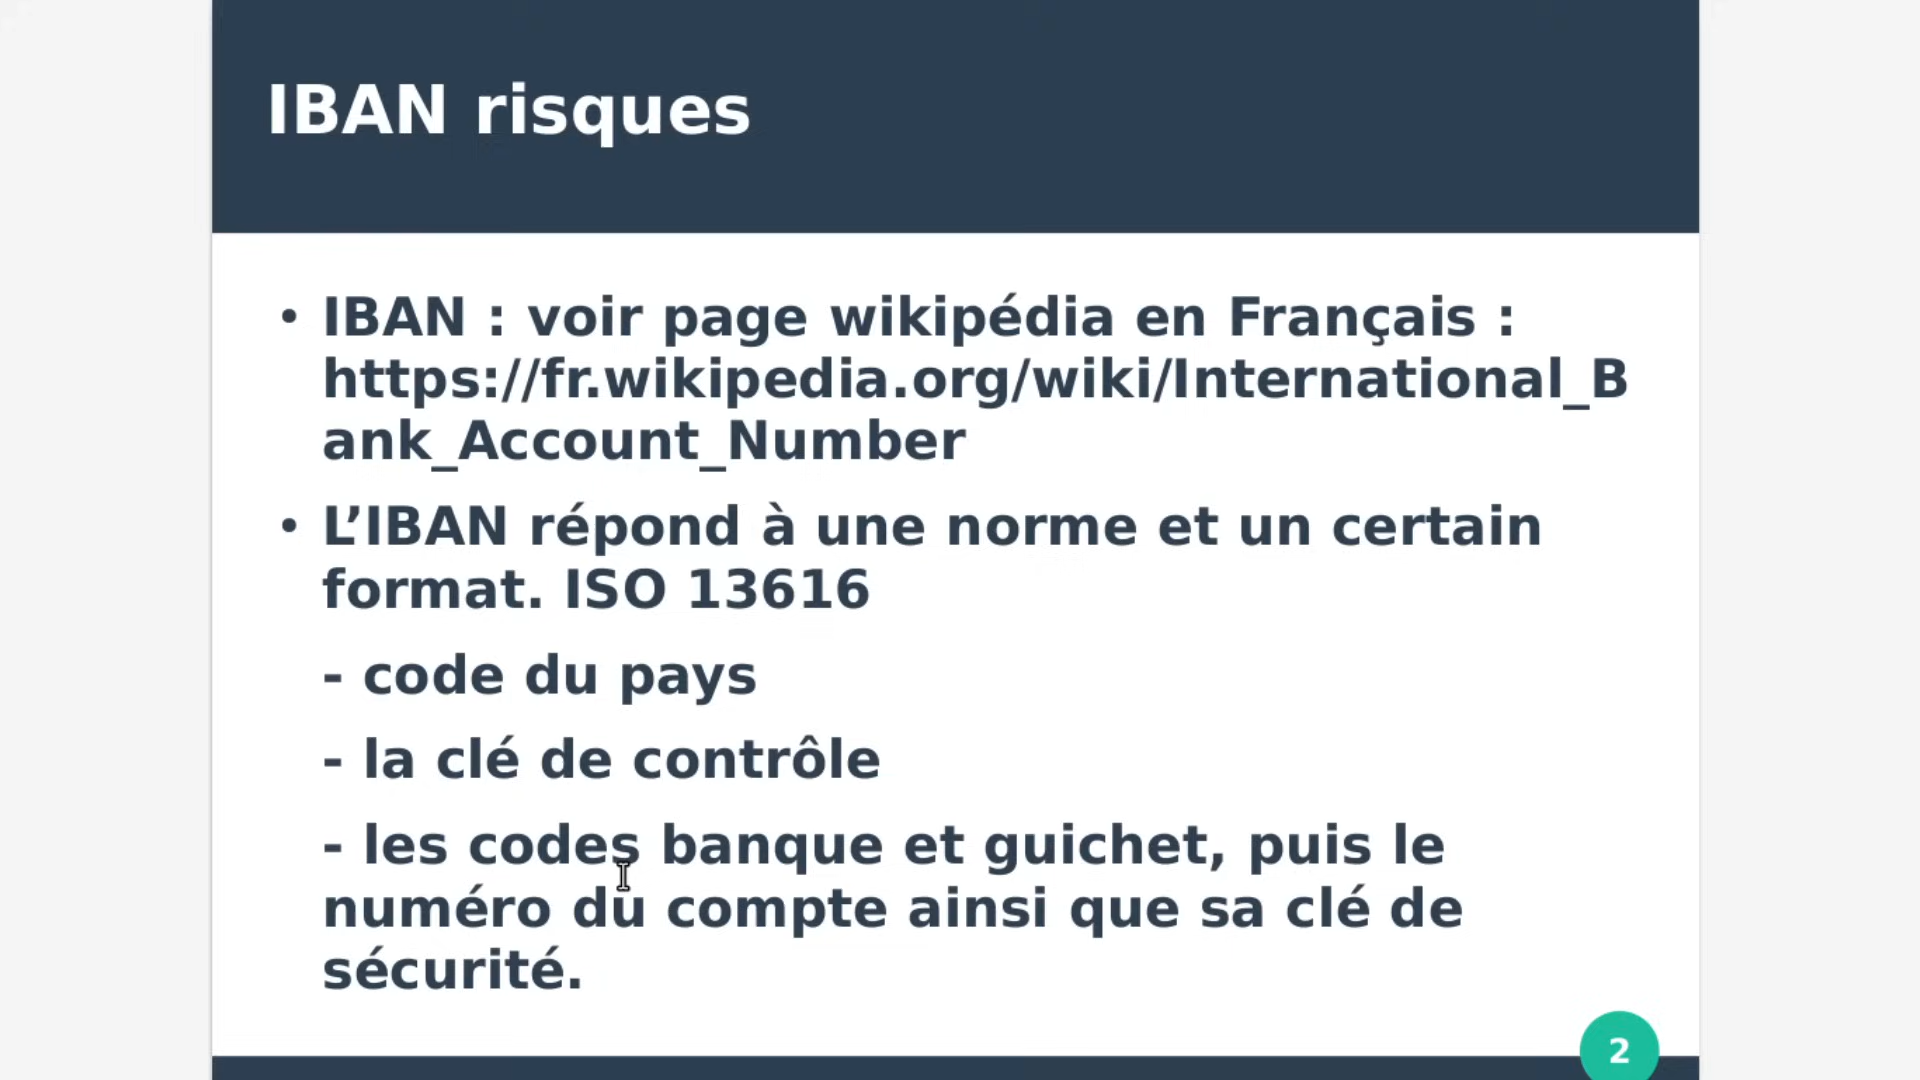 IBAN risques
• IBAN : voir page wikipédia en Français :
https://fr.wikipedia.org/wiki/International_B
ank_Account_Number
• L’IBAN répond à une norme et un certain
format. ISO 13616
- code du pays
- la clé de contrôle
- les codes banque et guichet, puis le
numéro du compte ainsi que sa clé de
sécurité.
2